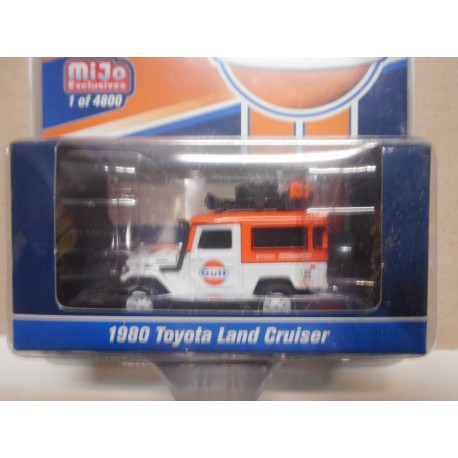 MiJo
Exclusives
1 of 4800
Gulf
1980 Toyota Land Cruiser